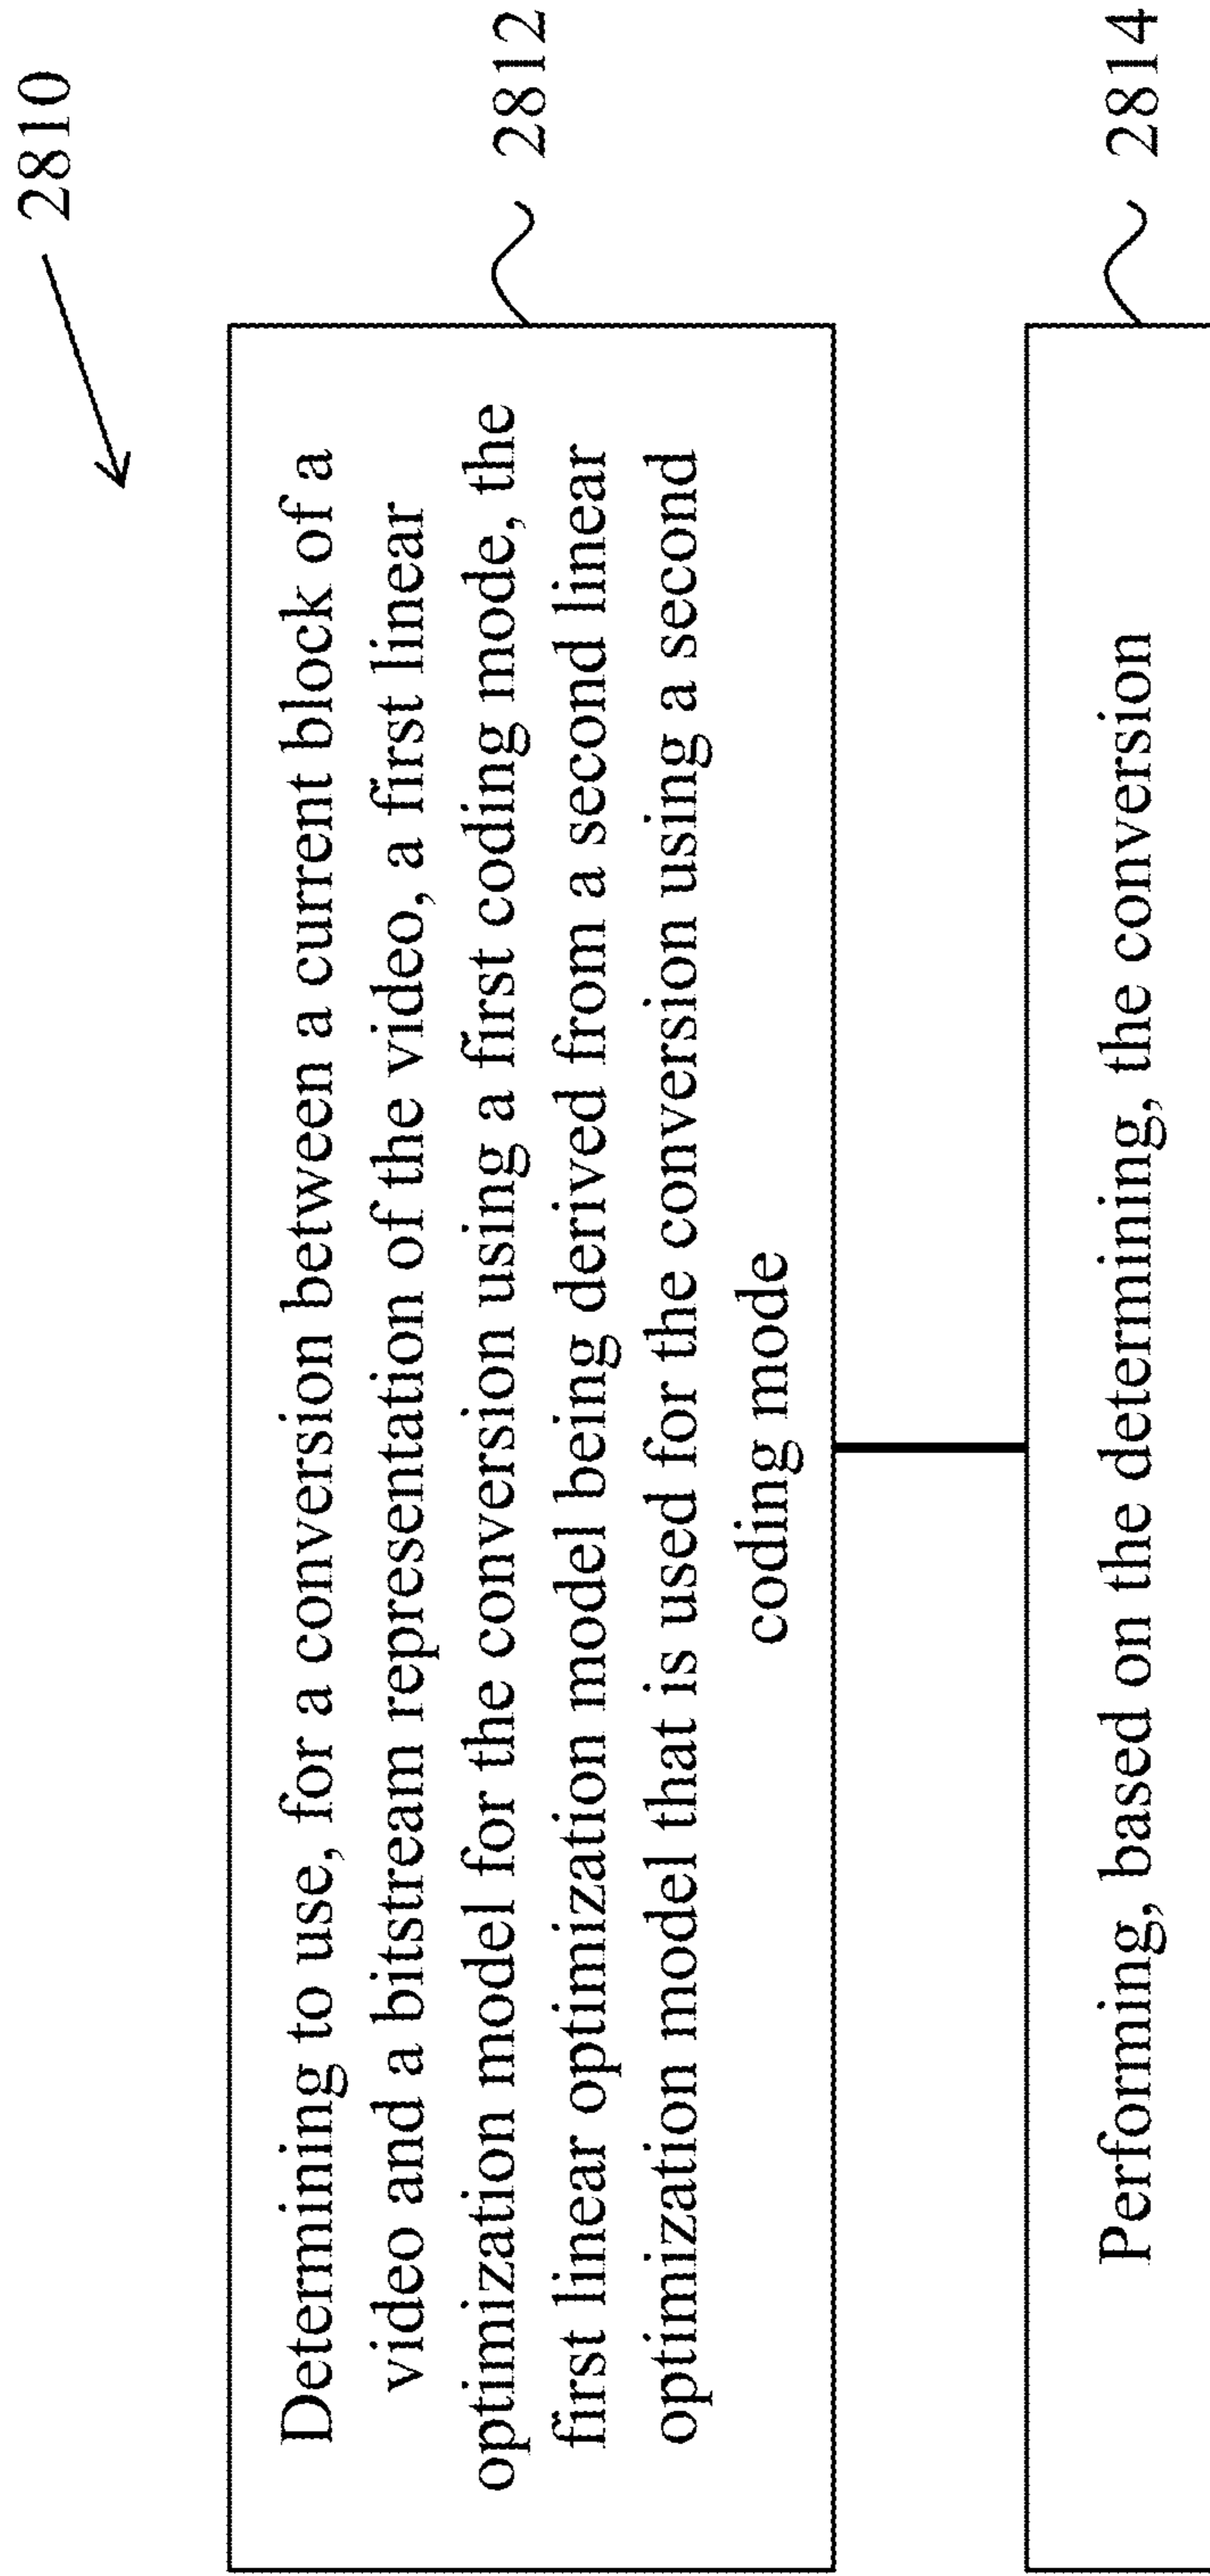 2810
Determining to use, for a conversion between a current block of a
video and a bitstream representation of the video, a first linear
optimization model for the conversion using a first coding mode, the
first linear optimization model being derived from a second linear
optimization model that is used for the conversion using a second
coding mode
2812
Performing, based on the determining, the conversion
2814